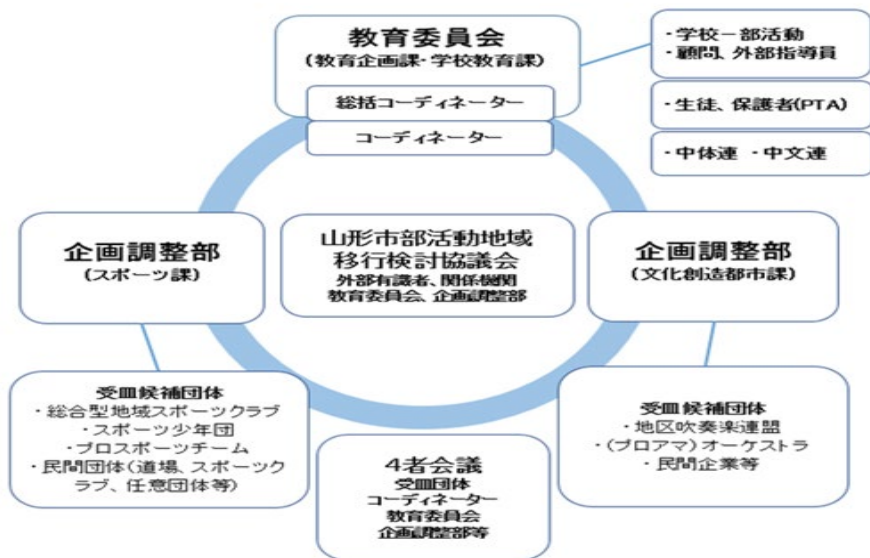 教育委員会
(教育企画課・学校教育課)
総括コーディネーター
コーディネーター
・学校－部活動
・顧問、外部指導員
・生徒、保護者(PTA)
・中体連 ・中文連
企画調整部
(スポーツ課)
山形市部活動地域
移行検討協議会
外部有識者、関係機関
教育委員会、企画調整部
企画調整部
(文化創造都市課)
受皿候補団体
・総合型地域スポーツクラブ
・スポーツ少年団
・プロスポーツチーム
・民間団体(道場、スポーツク
ラブ、任意団体等)
4者会議
受皿団体
コーディネーター
教育委員会
企画調整部等
受皿候補団体
・地区吹奏楽連盟
・(プロアマ)オーケストラ
・民間企業等